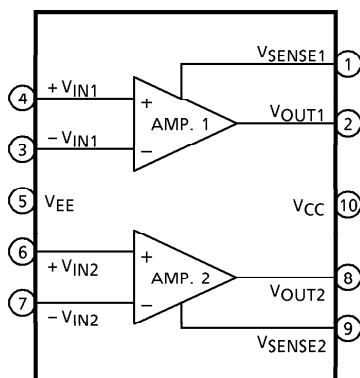 VSENSE1
1
4
+VIN1
+
AMP. 1
VOUT1
2
3
−VIN1
−
5
VEE
VCC
10
6
+VIN2
+
AMP. 2
VOUT2
8
7
−VIN2
−
VSENSE2
9